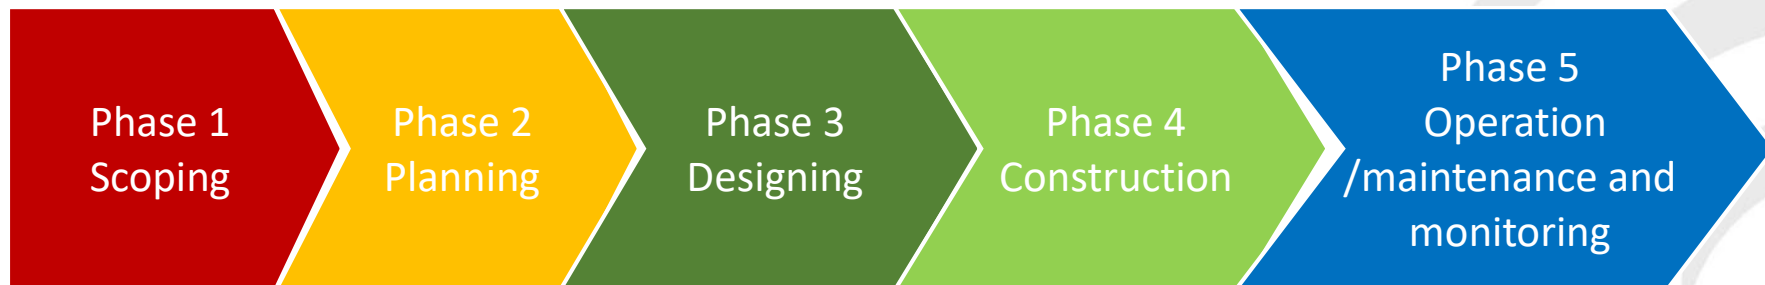 Phase 1
Scoping
Phase 2
Planning
Phase 3
Designing
Phase 4
Construction
Phase 5
Operation
/maintenance and
monitoring